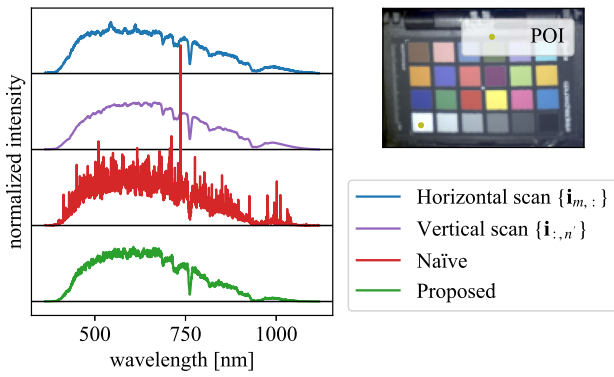 normalized intensity
500
750
1000
wavelength [nm]
POI
Horizontal scan {i_{m,:}}
Vertical scan {i_{:,n'}}
Naïve
Proposed